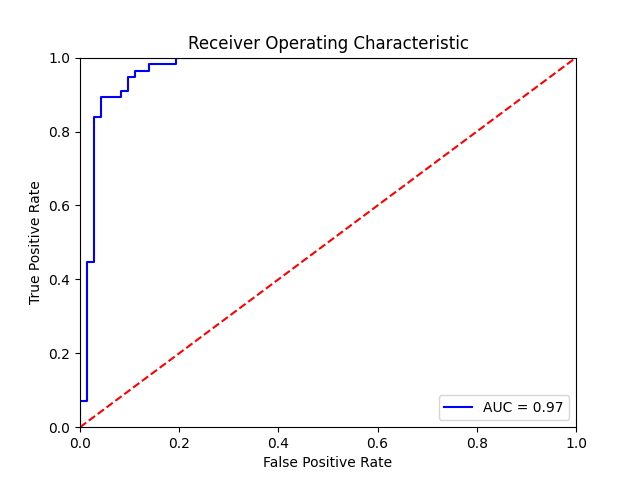 Receiver Operating Characteristic
1.0
0.8
0.6
0.4
0.2
0.0
True Positive Rate
AUC = 0.97
0.0 0.2 0.4 0.6 0.8 1.0
False Positive Rate